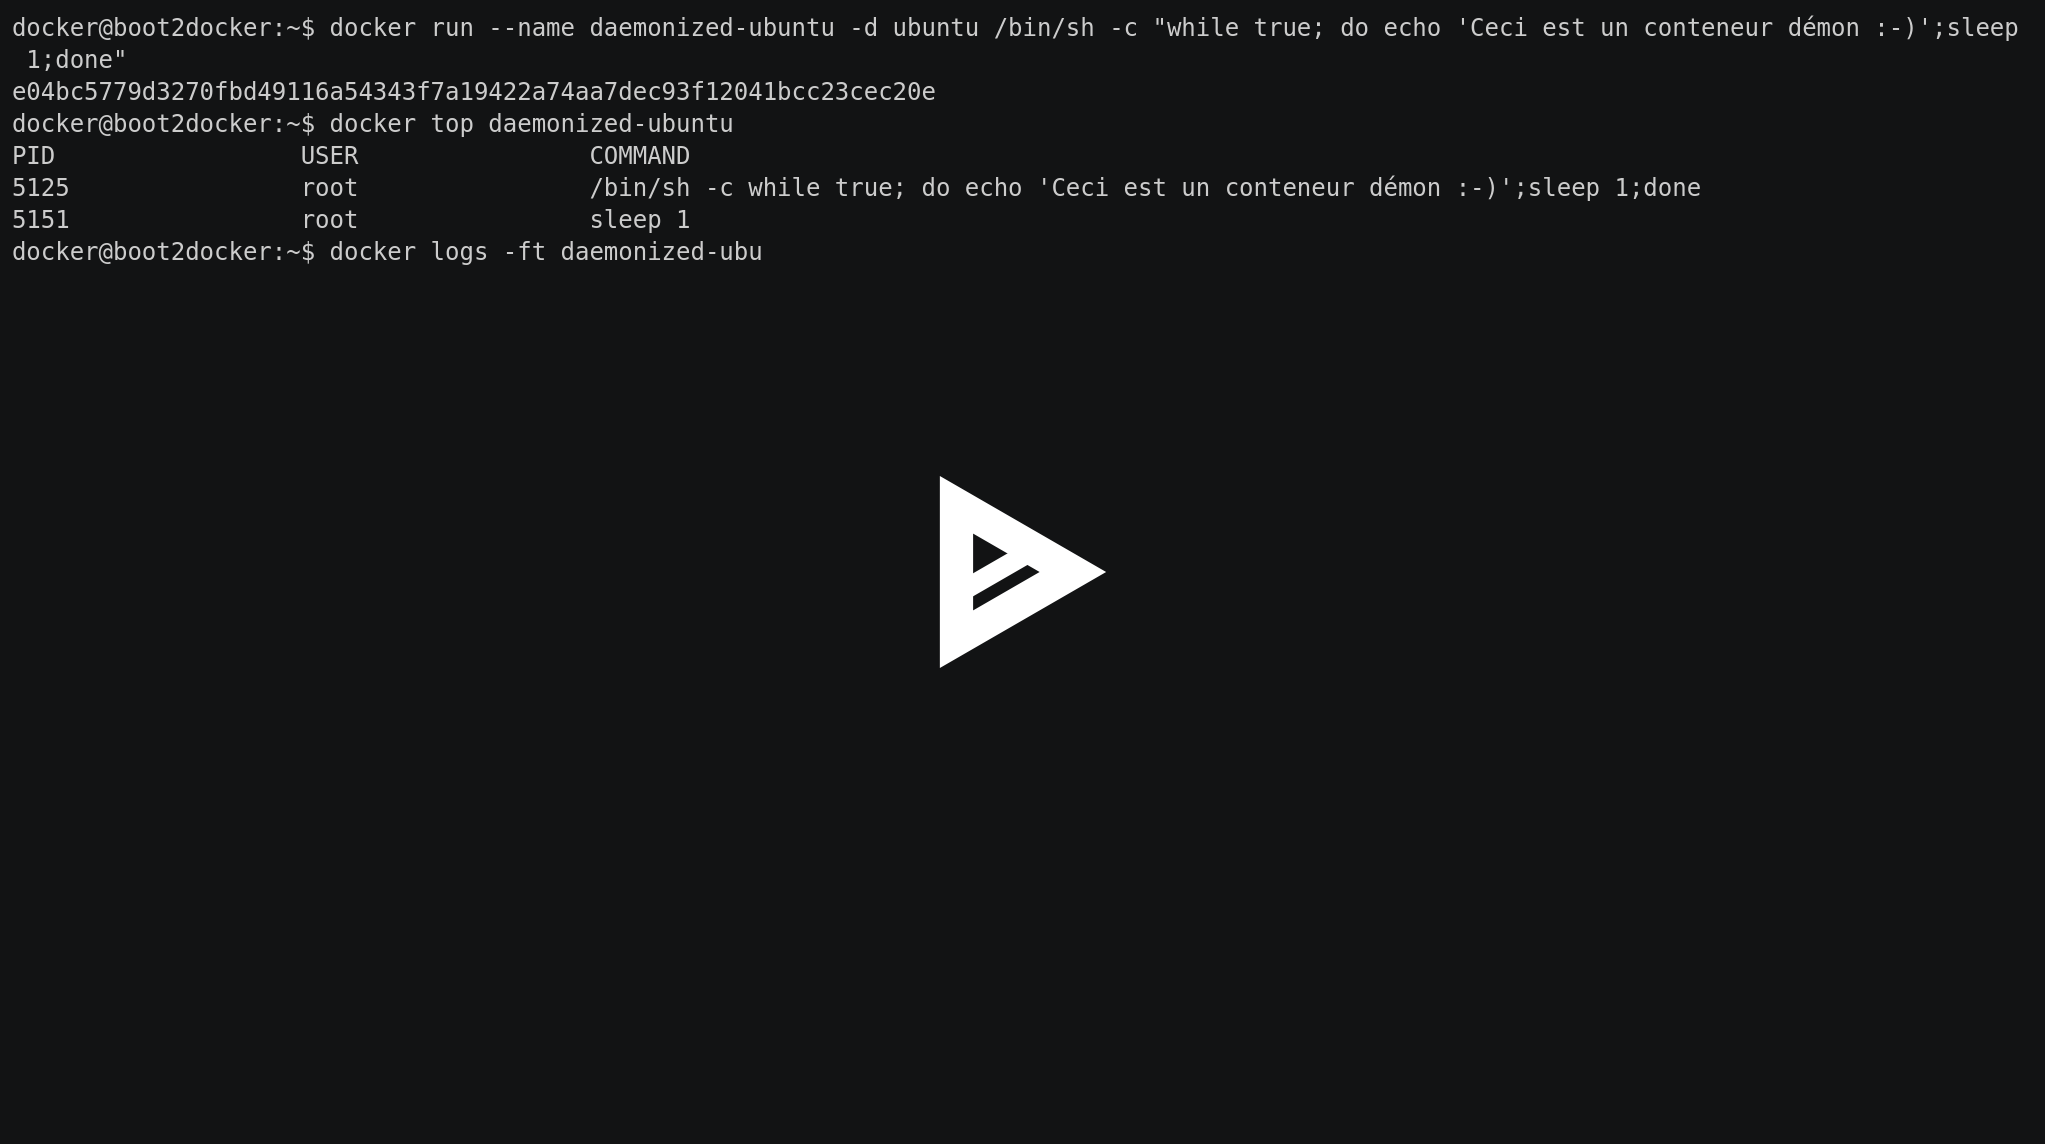 docker@boot2docker:~$ docker run --name daemonized-ubuntu -d ubuntu /bin/sh -c "while true; do echo 'Ceci est un conteneur démon :-)';sleep
 1;done"
e04bc5779d3270fbd49116a54343f7a19422a74aa7dec93f12041bcc23cec20e
docker@boot2docker:~$ docker top daemonized-ubuntu
PID                 USER                COMMAND
5125                root                /bin/sh -c while true; do echo 'Ceci est un conteneur démon :-)';sleep 1;done
5151                root                sleep 1
docker@boot2docker:~$ docker logs -ft daemonized-ubu